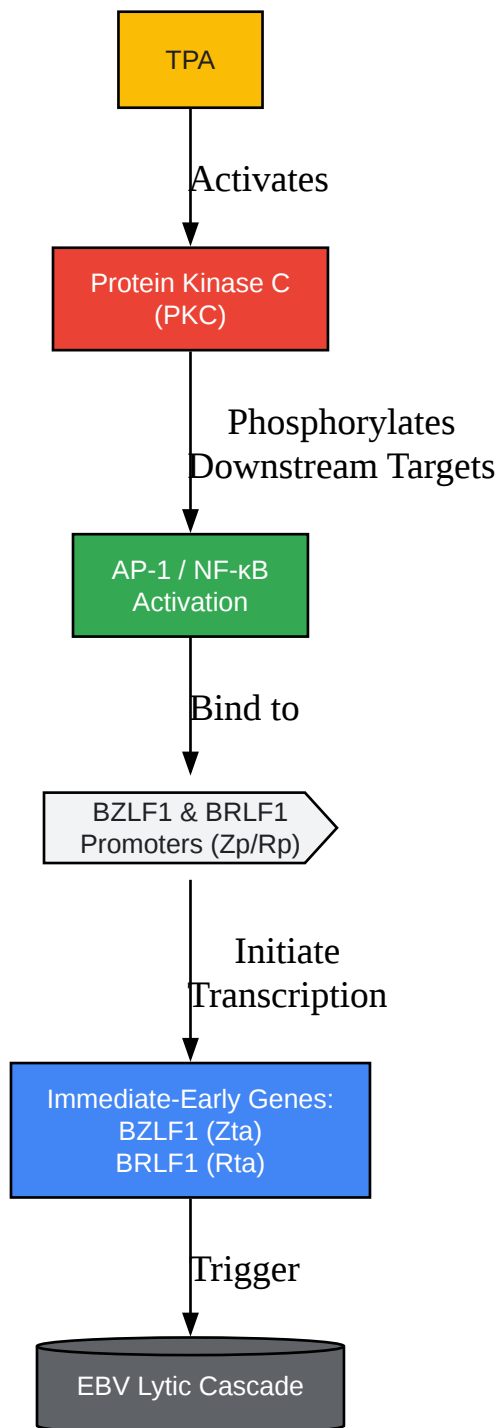 TPA
Activates
Protein Kinase C
(PKC)
Phosphorylates
Downstream Targets
AP-1 / NF-κB
Activation
Bind to
BZLF1 & BRLF1
Promoters (Zp/Rp)
Initiate
Transcription
Immediate-Early Genes:
BZLF1 (Zta)
BRLF1 (Rta)
Trigger
EBV Lytic Cascade